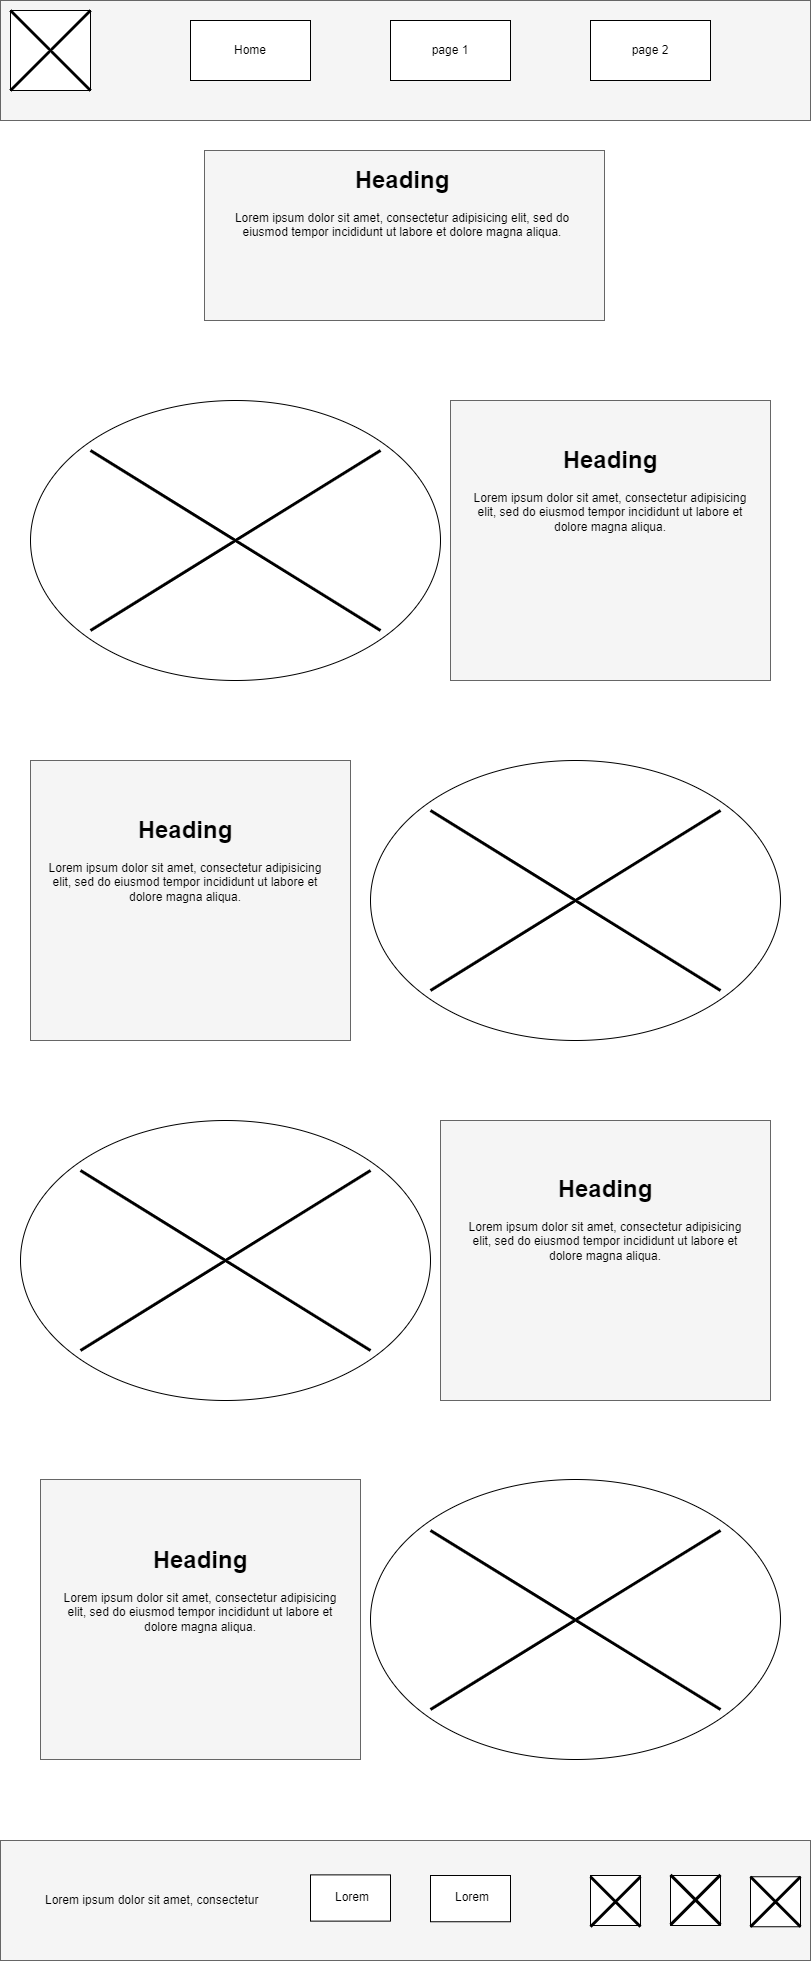 Home
page 1
page 2
Heading
Lorem ipsum dolor sit amet, consectetur adipisicing elit, sed do
eiusmod tempor incididunt ut labore et dolore magna aliqua.
Heading
Lorem ipsum dolor sit amet, consectetur adipisicing
elit, sed do eiusmod tempor incididunt ut labore et
dolore magna aliqua.
Heading
Lorem ipsum dolor sit amet, consectetur adipisicing
elit, sed do eiusmod tempor incididunt ut labore et
dolore magna aliqua.
Heading
Lorem ipsum dolor sit amet, consectetur adipisicing
elit, sed do eiusmod tempor incididunt ut labore et
dolore magna aliqua.
Heading
Lorem ipsum dolor sit amet, consectetur adipisicing
elit, sed do eiusmod tempor incididunt ut labore et
dolore magna aliqua.
Lorem ipsum dolor sit amet, consectetur
Lorem
Lorem